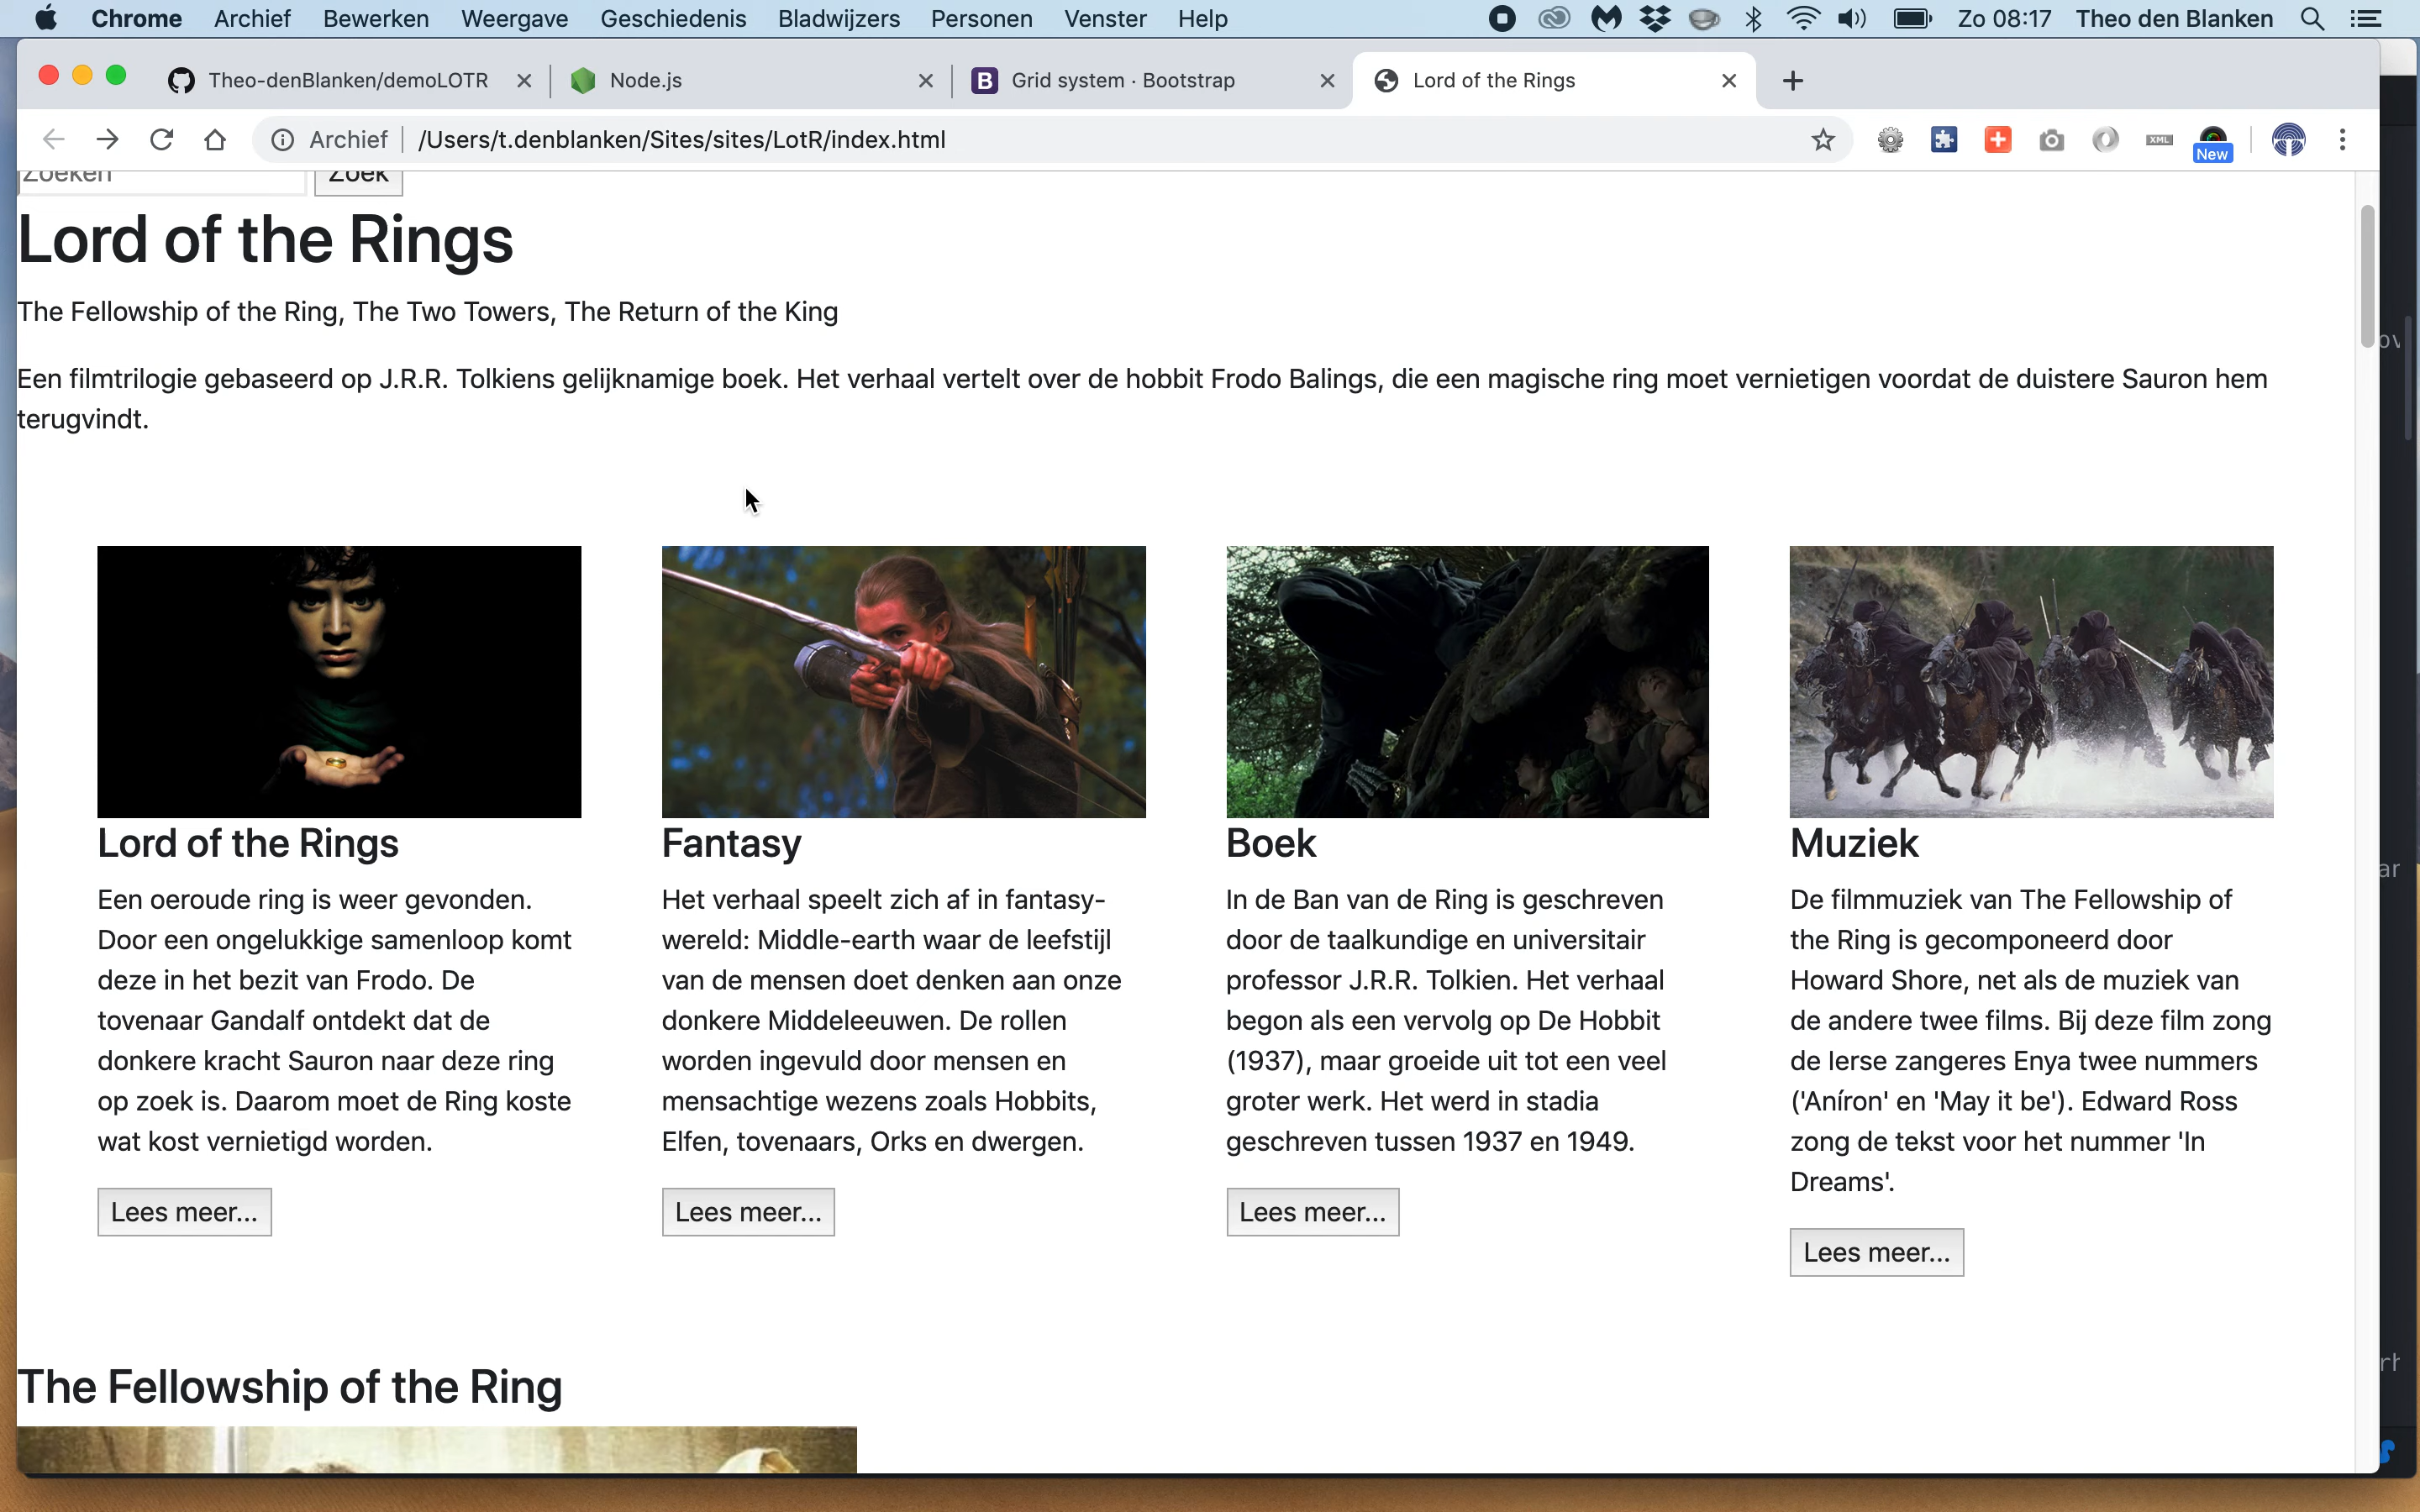 Chrome Archief Bewerken Weergave Geschiedenis Bladwijzers Personen Venster Help Zo 08:17 Theo den Blanken
Theo-denBlanken/demoLOTR Node.js Grid system · Bootstrap Lord of the Rings
Archief /Users/t.denblanken/Sites/sites/LotR/index.html XML New
Zoeken Zoek
Lord of the Rings
The Fellowship of the Ring, The Two Towers, The Return of the King
Een filmtrilogie gebaseerd op J.R.R. Tolkiens gelijknamige boek. Het verhaal vertelt over de hobbit Frodo Balings, die een magische ring moet vernietigen voordat de duistere Sauron hem
terugvindt.
Lord of the Rings
Een oeroude ring is weer gevonden.
Door een ongelukkige samenloop komt
deze in het bezit van Frodo. De
tovenaar Gandalf ontdekt dat de
donkere kracht Sauron naar deze ring
op zoek is. Daarom moet de Ring koste
wat kost vernietigd worden.
Lees meer...
Fantasy
Het verhaal speelt zich af in fantasy-
wereld: Middle-earth waar de leefstijl
van de mensen doet denken aan onze
donkere Middeleeuwen. De rollen
worden ingevuld door mensen en
mensachtige wezens zoals Hobbits,
Elfen, tovenaars, Orks en dwergen.
Lees meer...
Boek
In de Ban van de Ring is geschreven
door de taalkundige en universitair
professor J.R.R. Tolkien. Het verhaal
begon als een vervolg op De Hobbit
(1937), maar groeide uit tot een veel
groter werk. Het werd in stadia
geschreven tussen 1937 en 1949.
Lees meer...
Muziek
De filmmuziek van The Fellowship of
the Ring is gecomponeerd door
Howard Shore, net als de muziek van
de andere twee films. Bij deze film zong
de Ierse zangeres Enya twee nummers
('Aníron' en 'May it be'). Edward Ross
zong de tekst voor het nummer 'In
Dreams'.
Lees meer...
The Fellowship of the Ring